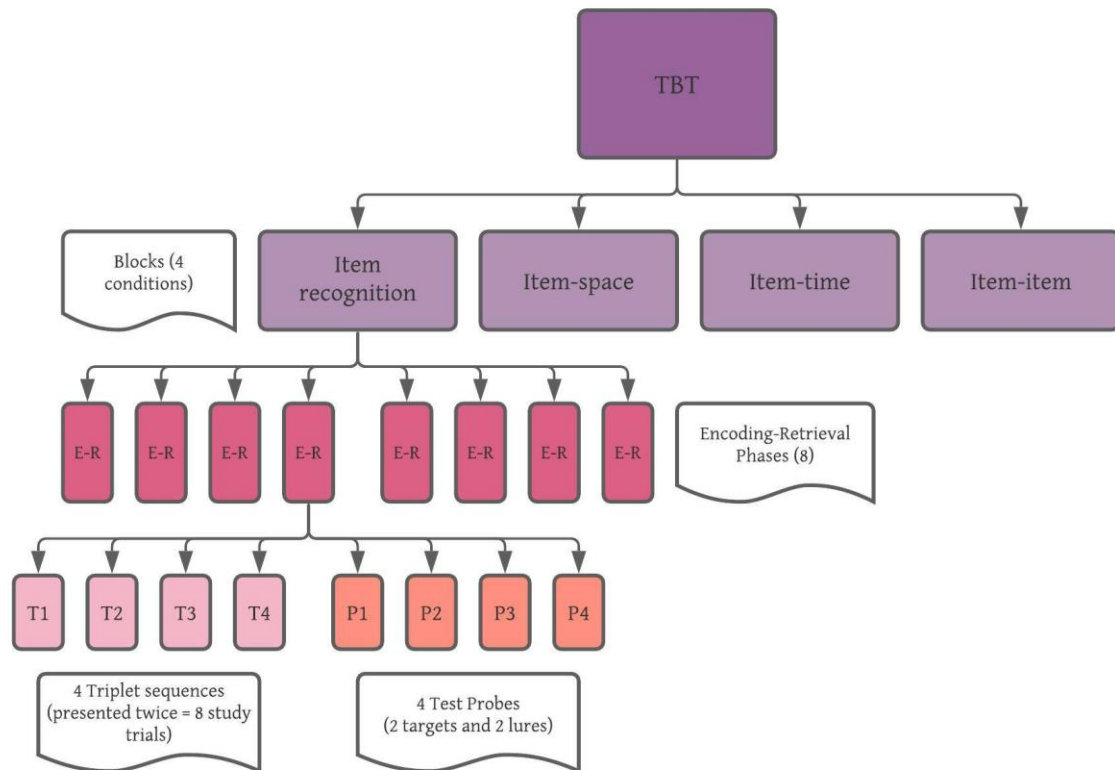 TBT
Blocks (4
conditions)
Item
recognition
Item-space
Item-time
Item-item
E-R
E-R
E-R
E-R
E-R
E-R
E-R
E-R
Encoding-Retrieval
Phases (8)
T1
T2
T3
T4
P1
P2
P3
P4
4 Triplet sequences
(presented twice = 8 study
trials)
4 Test Probes
(2 targets and 2 lures)